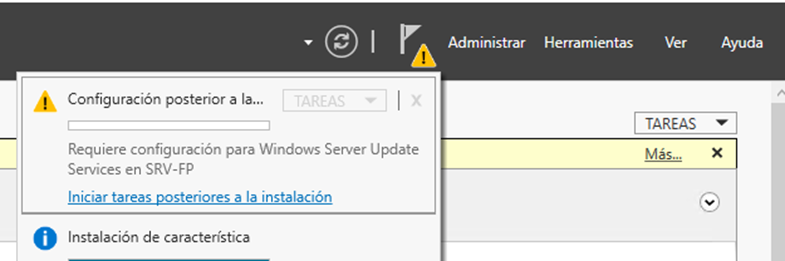 Administrar Herramientas Ver Ayuda
Configuración posterior a la... TAREAS X
TAREAS
Requiere configuración para Windows Server Update
Services en SRV-FP
Más... X
Iniciar tareas posteriores a la instalación
Instalación de característica